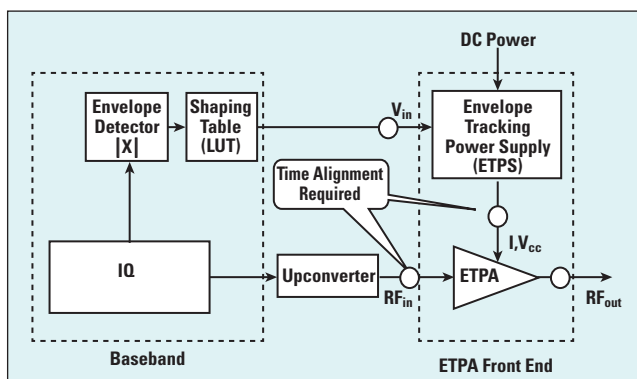 DC Power
Envelope
Detector
|X|
Shaping
Table
(LUT)
V_in
Envelope
Tracking
Power Supply
(ETPS)
Time Alignment
Required
I,V_cc
IQ
Upconverter
RF_in
ETPA
RF_out
Baseband
ETPA Front End